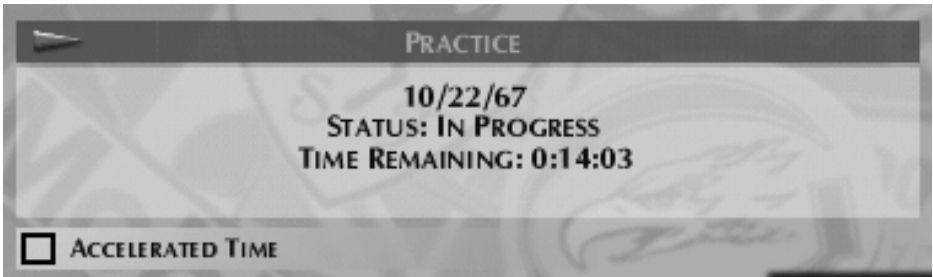 PRACTICE
10/22/67
STATUS: IN PROGRESS
TIME REMAINING: 0:14:03
ACCELERATED TIME